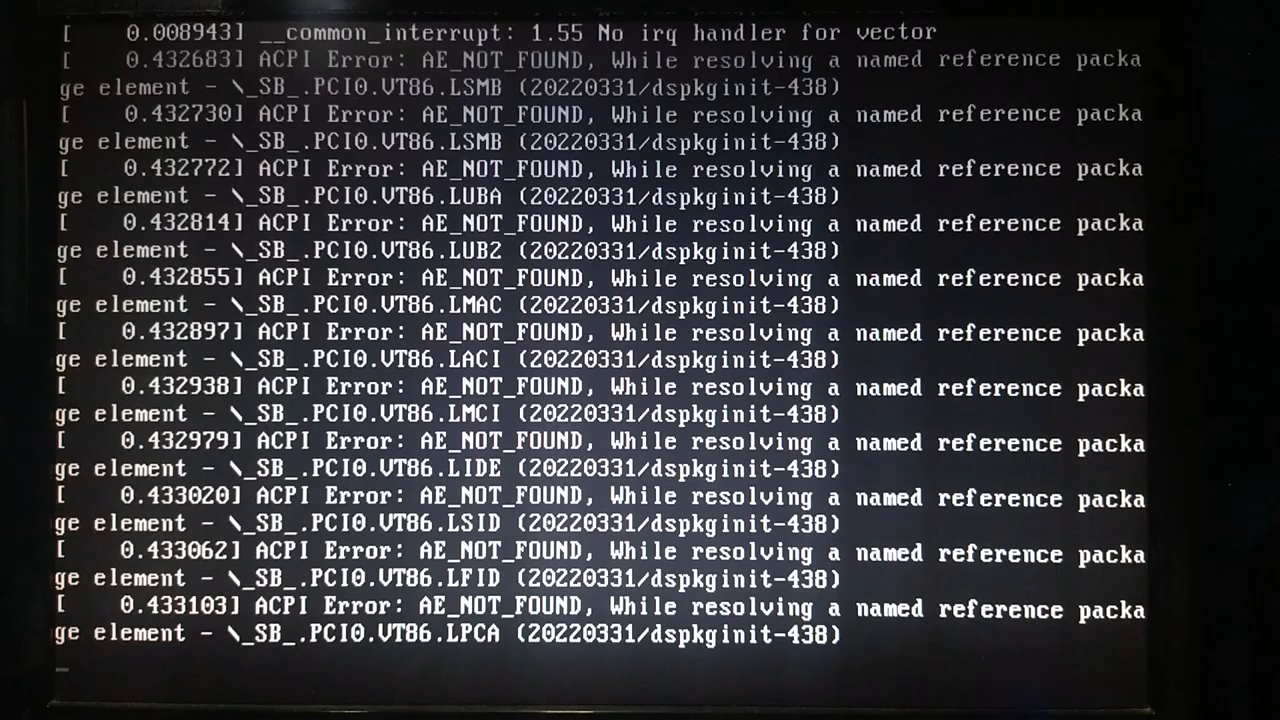 [    0.008943] __common_interrupt: 1.55 No irq handler for vector
[    0.432683] ACPI Error: AE_NOT_FOUND, While resolving a named reference packa
ge element - \_SB_.PCI0.VT86.LSMB (20220331/dspkginit-438)
[    0.432730] ACPI Error: AE_NOT_FOUND, While resolving a named reference packa
ge element - \_SB_.PCI0.VT86.LSMB (20220331/dspkginit-438)
[    0.432772] ACPI Error: AE_NOT_FOUND, While resolving a named reference packa
ge element - \_SB_.PCI0.VT86.LUBA (20220331/dspkginit-438)
[    0.432814] ACPI Error: AE_NOT_FOUND, While resolving a named reference packa
ge element - \_SB_.PCI0.VT86.LUB2 (20220331/dspkginit-438)
[    0.432855] ACPI Error: AE_NOT_FOUND, While resolving a named reference packa
ge element - \_SB_.PCI0.VT86.LMAC (20220331/dspkginit-438)
[    0.432897] ACPI Error: AE_NOT_FOUND, While resolving a named reference packa
ge element - \_SB_.PCI0.VT86.LACI (20220331/dspkginit-438)
[    0.432938] ACPI Error: AE_NOT_FOUND, While resolving a named reference packa
ge element - \_SB_.PCI0.VT86.LMCI (20220331/dspkginit-438)
[    0.432979] ACPI Error: AE_NOT_FOUND, While resolving a named reference packa
ge element - \_SB_.PCI0.VT86.LIDE (20220331/dspkginit-438)
[    0.433020] ACPI Error: AE_NOT_FOUND, While resolving a named reference packa
ge element - \_SB_.PCI0.VT86.LSID (20220331/dspkginit-438)
[    0.433062] ACPI Error: AE_NOT_FOUND, While resolving a named reference packa
ge element - \_SB_.PCI0.VT86.LFID (20220331/dspkginit-438)
[    0.433103] ACPI Error: AE_NOT_FOUND, While resolving a named reference packa
ge element - \_SB_.PCI0.VT86.LPCA (20220331/dspkginit-438)